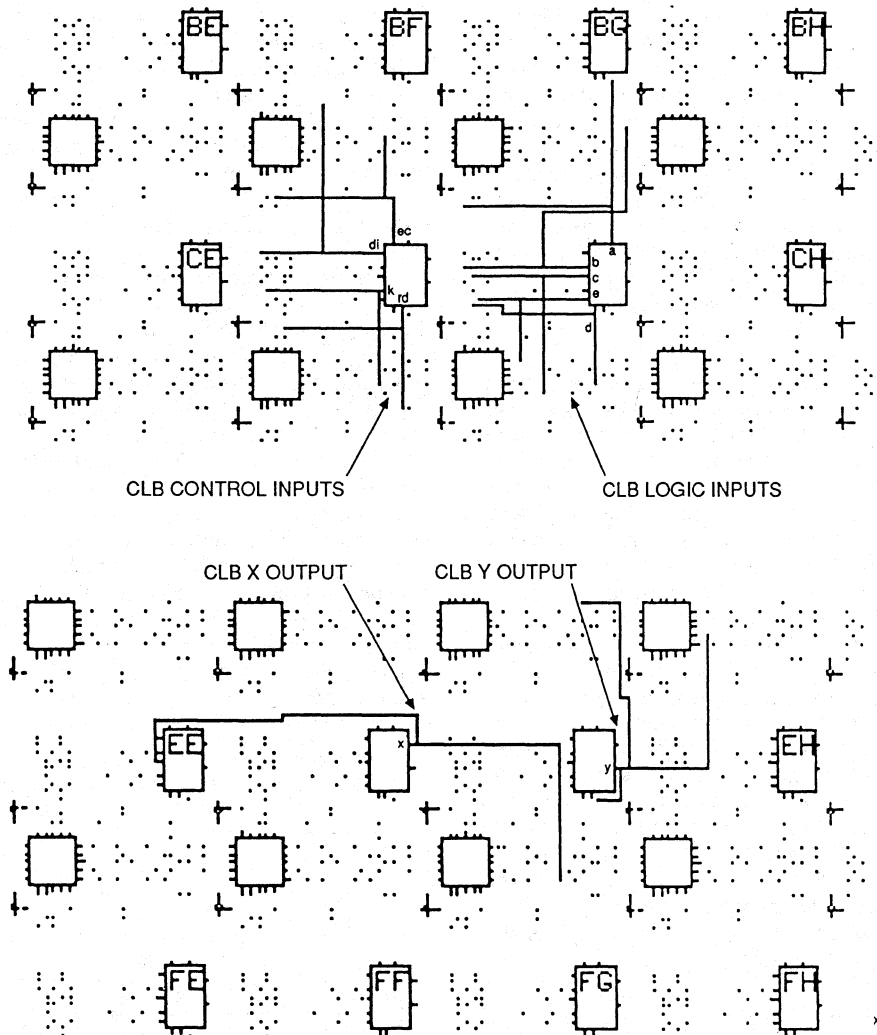 BE BF BG BH
ec
di
a
CE
b
CH
c
k
e
rd
d
CLB CONTROL INPUTS CLB LOGIC INPUTS
CLB X OUTPUT CLB Y OUTPUT
EE x EH
y
FE FF FG FH